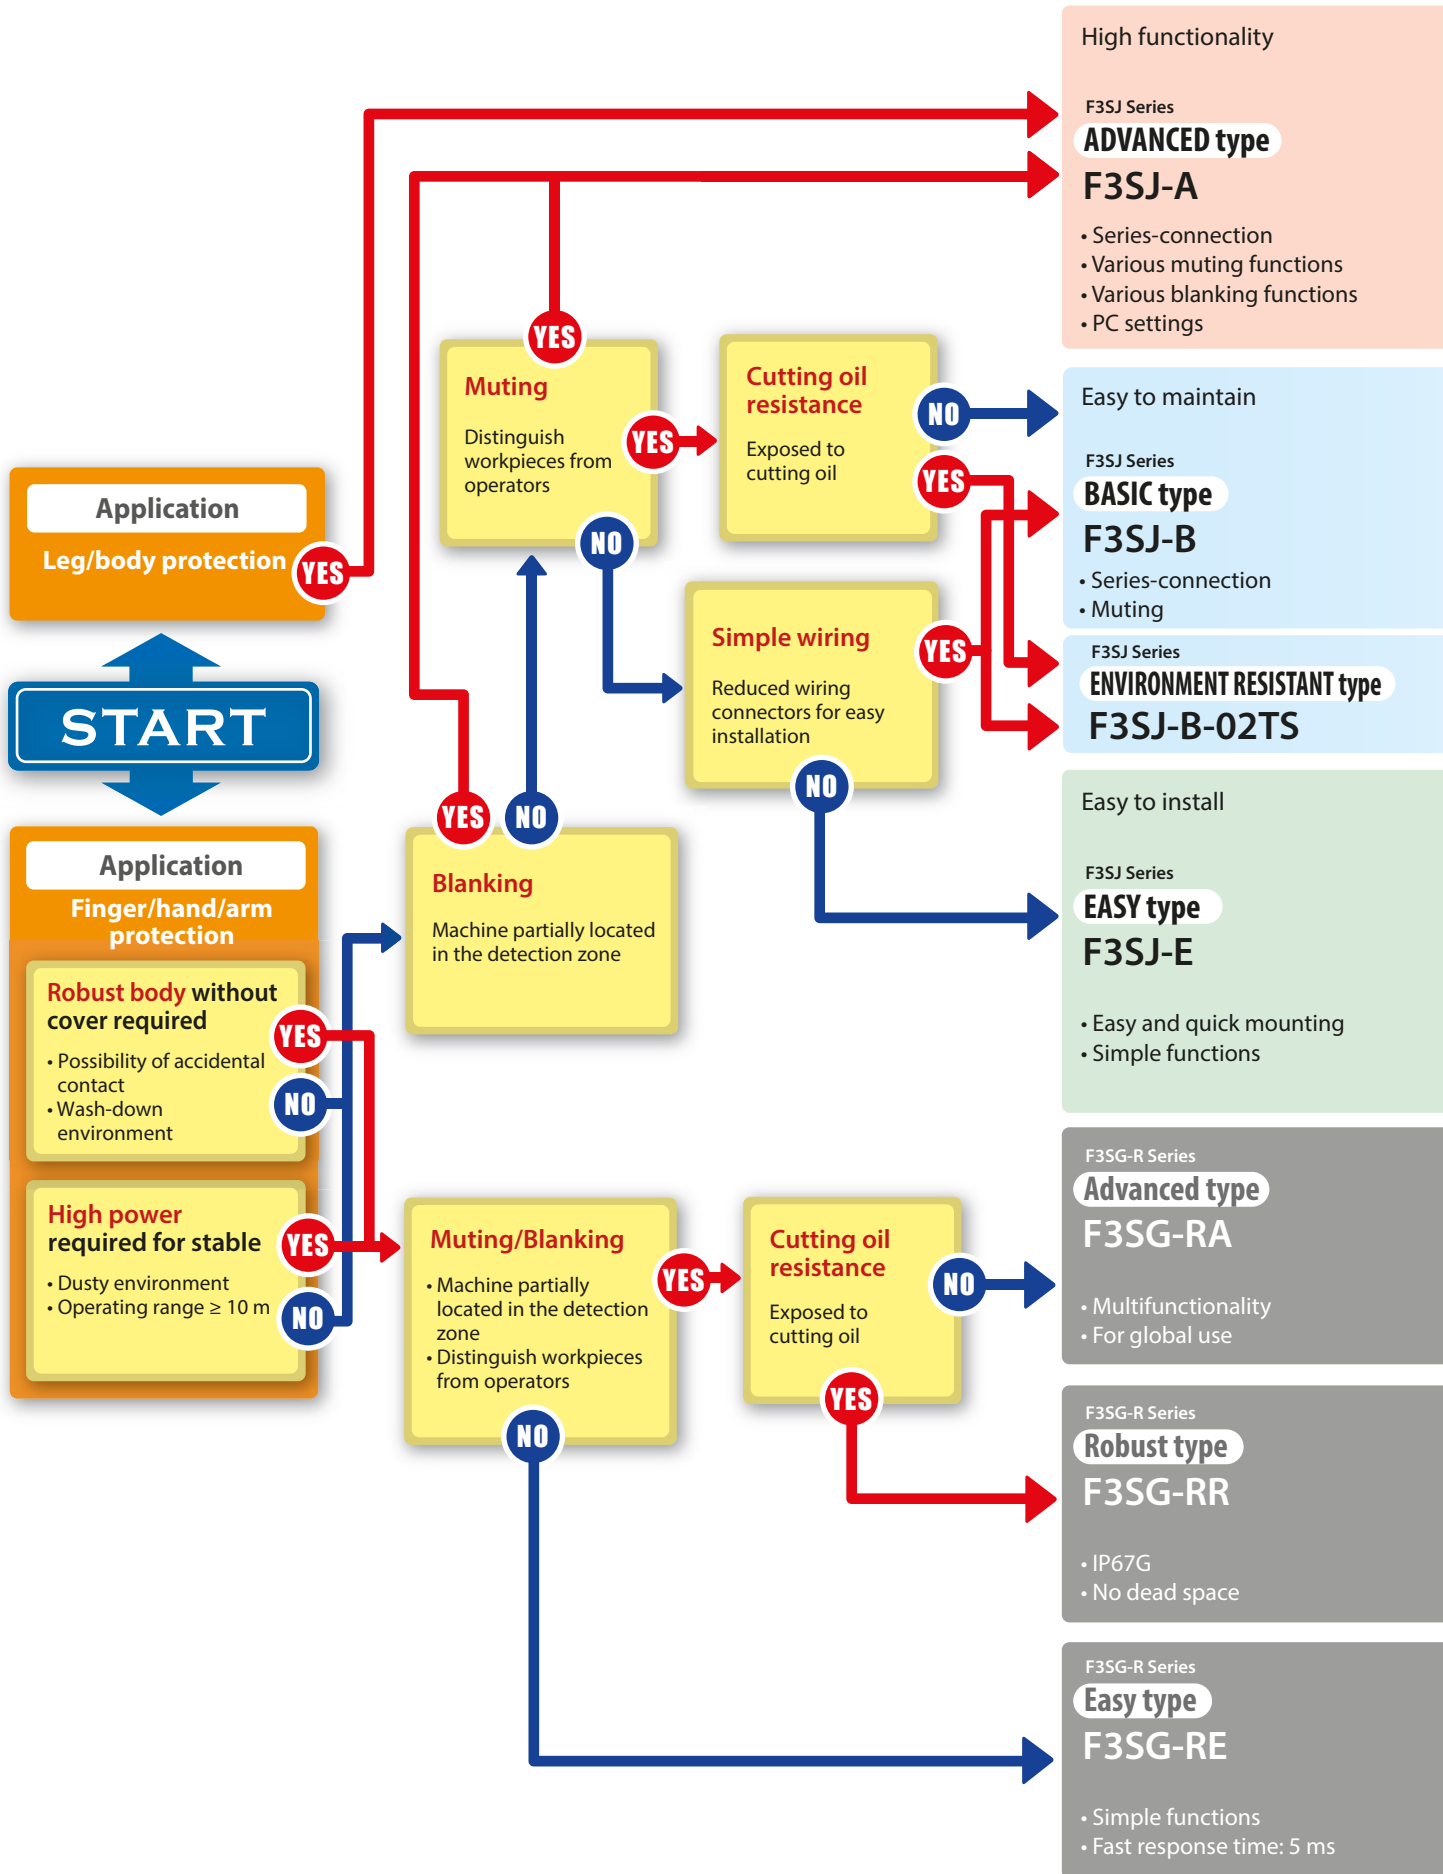 High functionality
F3SJ Series
ADVANCED type
F3SJ-A
• Series-connection
• Various muting functions
• Various blanking functions
• PC settings
YES
Muting
Distinguish
workpieces from
operators
YES
NO
Cutting oil
resistance
Exposed to
cutting oil
NO
YES
Easy to maintain
F3SJ Series
BASIC type
F3SJ-B
• Series-connection
• Muting
Application
Leg/body protection
YES
START
Simple wiring
Reduced wiring
connectors for easy
installation
YES
NO
F3SJ Series
ENVIRONMENT RESISTANT type
F3SJ-B-02TS
Easy to install
F3SJ Series
EASY type
F3SJ-E
• Easy and quick mounting
• Simple functions
YES
NO
Blanking
Machine partially located
in the detection zone
Application
Finger/hand/arm
protection
Robust body without
cover required
• Possibility of accidental
contact
• Wash-down
environment
YES
NO
High power
required for stable
• Dusty environment
• Operating range ≥ 10 m
YES
NO
Muting/Blanking
• Machine partially
located in the detection
zone
• Distinguish workpieces
from operators
YES
NO
Cutting oil
resistance
Exposed to
cutting oil
NO
YES
F3SG-R Series
Advanced type
F3SG-RA
• Multifunctionality
• For global use
F3SG-R Series
Robust type
F3SG-RR
• IP67G
• No dead space
F3SG-R Series
Easy type
F3SG-RE
• Simple functions
• Fast response time: 5 ms